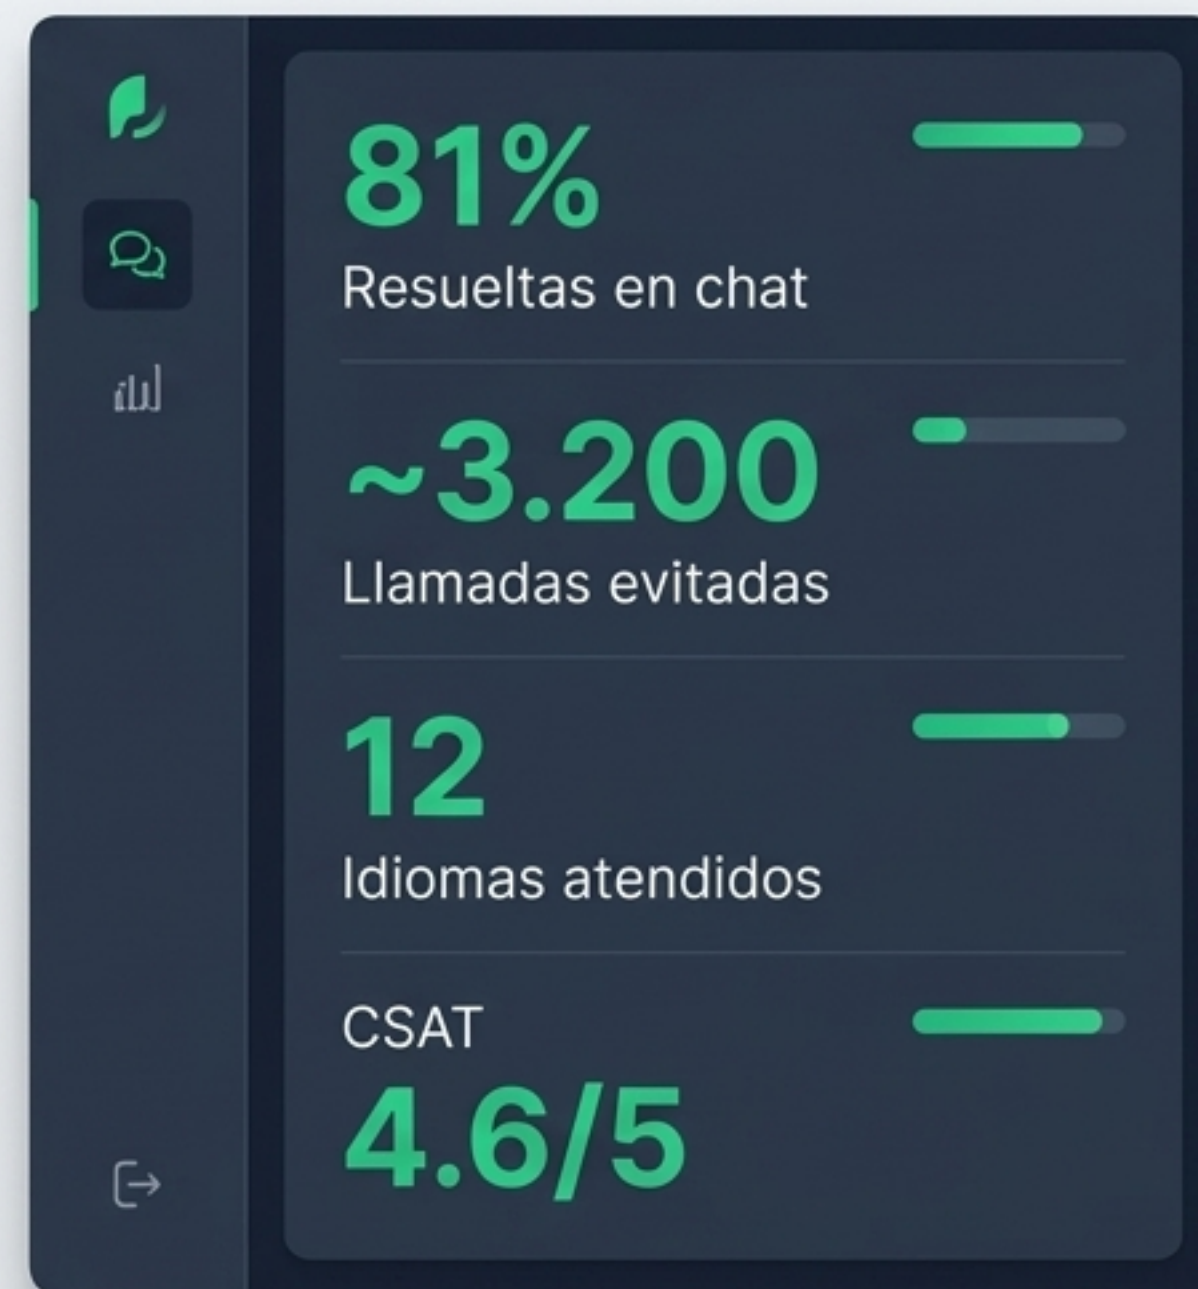 81%
Resueltas en chat
~3.200
Llamadas evitadas
12
Idiomas atendidos
CSAT
4.6/5